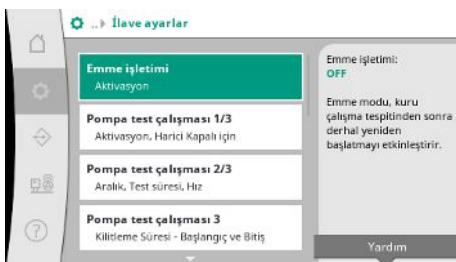 ..› İlave ayarlar
Emme işletimi
Aktivasyon
Pompa test çalışması 1/3
Aktivasyon, Harici Kapalı için
Pompa test çalışması 2/3
Aralık, Test süresi, Hız
Pompa test çalışması 3
Kilitleme Süresi - Başlangıç ve Bitiş
Emme işletimi:
OFF
Emme modu, kuru
çalışma tespitinden sonra
derhal yeniden
başlatmayı etkinleştirir.
Yardım